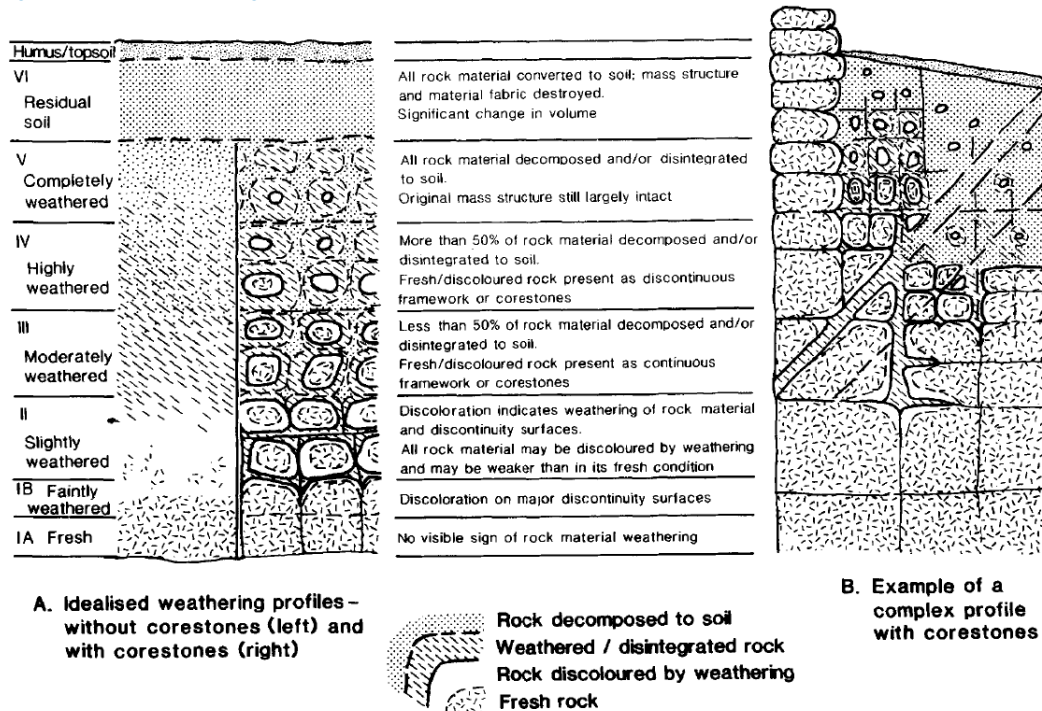 Humus/topsoil
VI
Residual
soil
All rock material converted to soil; mass structure
and material fabric destroyed.
Significant change in volume
V
Completely
weathered
All rock material decomposed and/or disintegrated
to soil.
Original mass structure still largely intact
IV
Highly
weathered
More than 50% of rock material decomposed and/or
disintegrated to soil.
Fresh/discoloured rock present as discontinuous
framework or corestones
III
Moderately
weathered
Less than 50% of rock material decomposed and/or
disintegrated to soil.
Fresh/discoloured rock present as continuous
framework or corestones
II
Slightly
weathered
Discoloration indicates weathering of rock material
and discontinuity surfaces.
All rock material may be discoloured by weathering
and may be weaker than in its fresh condition
IB Faintly
weathered
Discoloration on major discontinuity surfaces
IA Fresh
No visible sign of rock material weathering
A. Idealised weathering profiles –
without corestones (left) and
with corestones (right)
Rock decomposed to soil
Weathered / disintegrated rock
Rock discoloured by weathering
Fresh rock
B. Example of a
complex profile
with corestones